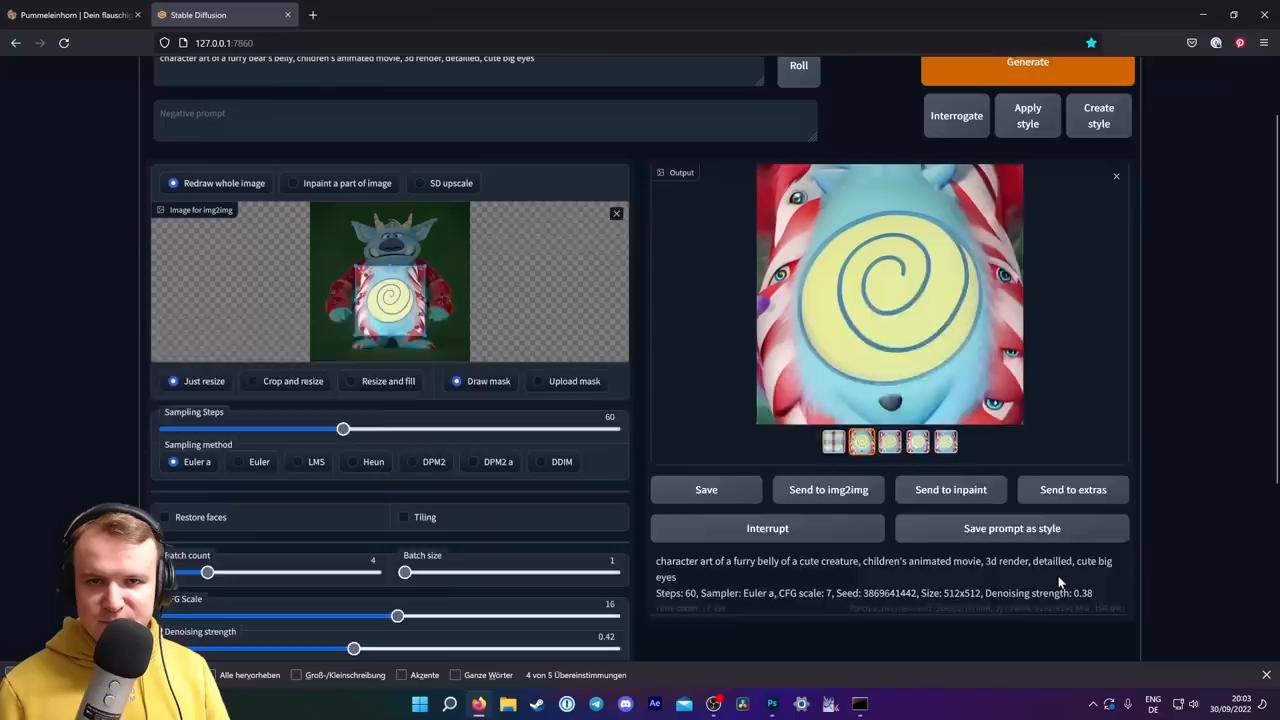 Pummeleinhorn | Dein flauschig
Stable Diffusion
127.0.0.1:7860
character art of a furry bear's belly, children's animated movie, 3d render, detailled, cute big eyes
Roll
Generate
Negative prompt
Interrogate
Apply
style
Create
style
Redraw whole image
Inpaint a part of image
SD upscale
Image for img2img
Output
Just resize
Crop and resize
Resize and fill
Draw mask
Upload mask
Sampling Steps
60
Sampling method
Euler a
Euler
LMS
Heun
DPM2
DPM2 a
DDIM
Restore faces
Tiling
Batch count
4
Batch size
1
FG Scale
16
Denoising strength
0.42
Save
Send to img2img
Send to inpaint
Send to extras
Interrupt
Save prompt as style
character art of a furry belly of a cute creature, children's animated movie, 3d render, detailled, cute big
eyes
Steps: 60, Sampler: Euler a, CFG scale: 7, Seed: 3869641442, Size: 512x512, Denoising strength: 0.38
Alle hervorheben
Groß-/Kleinschreibung
Akzente
Ganze Wörter
4 von 5 Übereinstimmungen
ENG
DE
20:03
30/09/2022